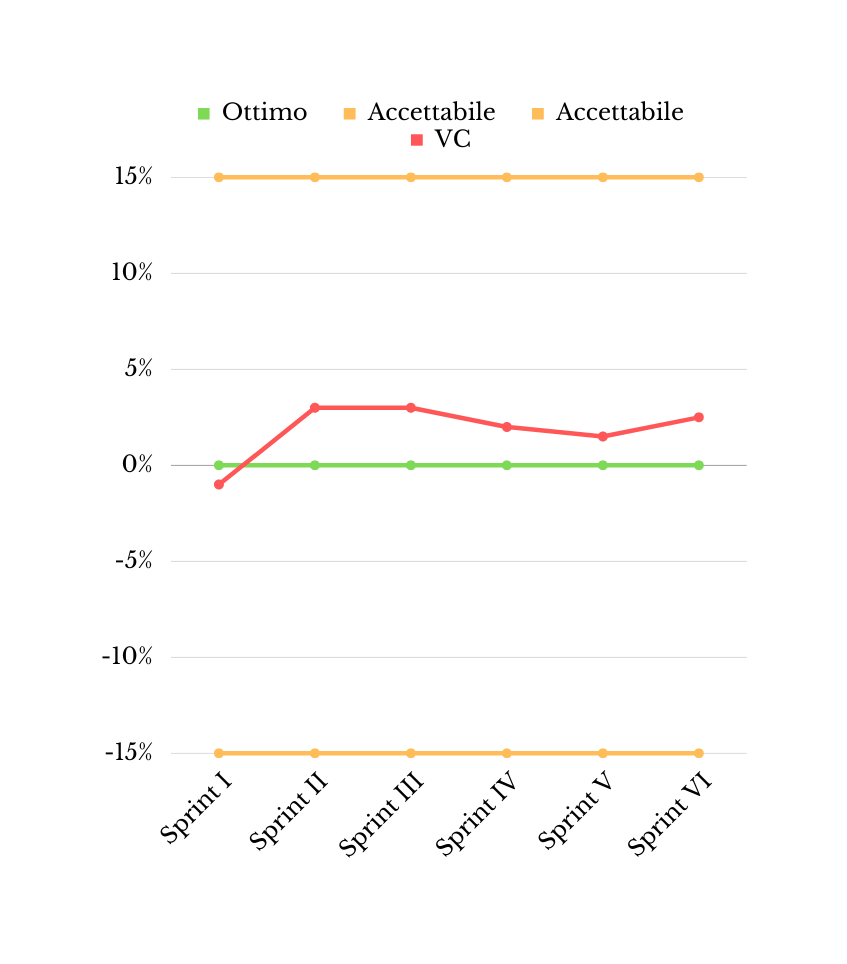 Ottimo Accettabile Accettabile
VC
15%
10%
5%
0%
-5%
-10%
-15%
Sprint I Sprint II Sprint III Sprint IV Sprint V Sprint VI